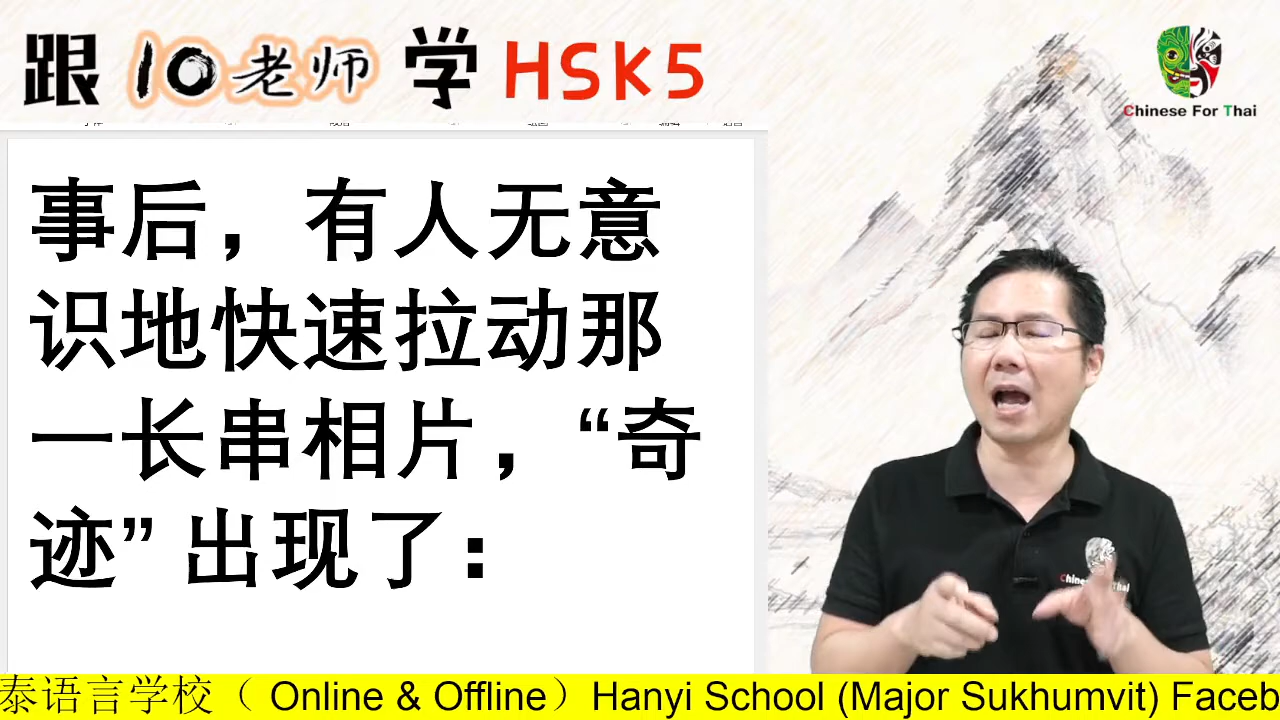 跟10老师学HSK5
Chinese For Thai
事后，有人无意
识地快速拉动那
一长串相片，“奇
迹” 出现了：
Chinese Thai
泰语言学校（ Online & Offline）Hanyi School (Major Sukhumvit) Faceb